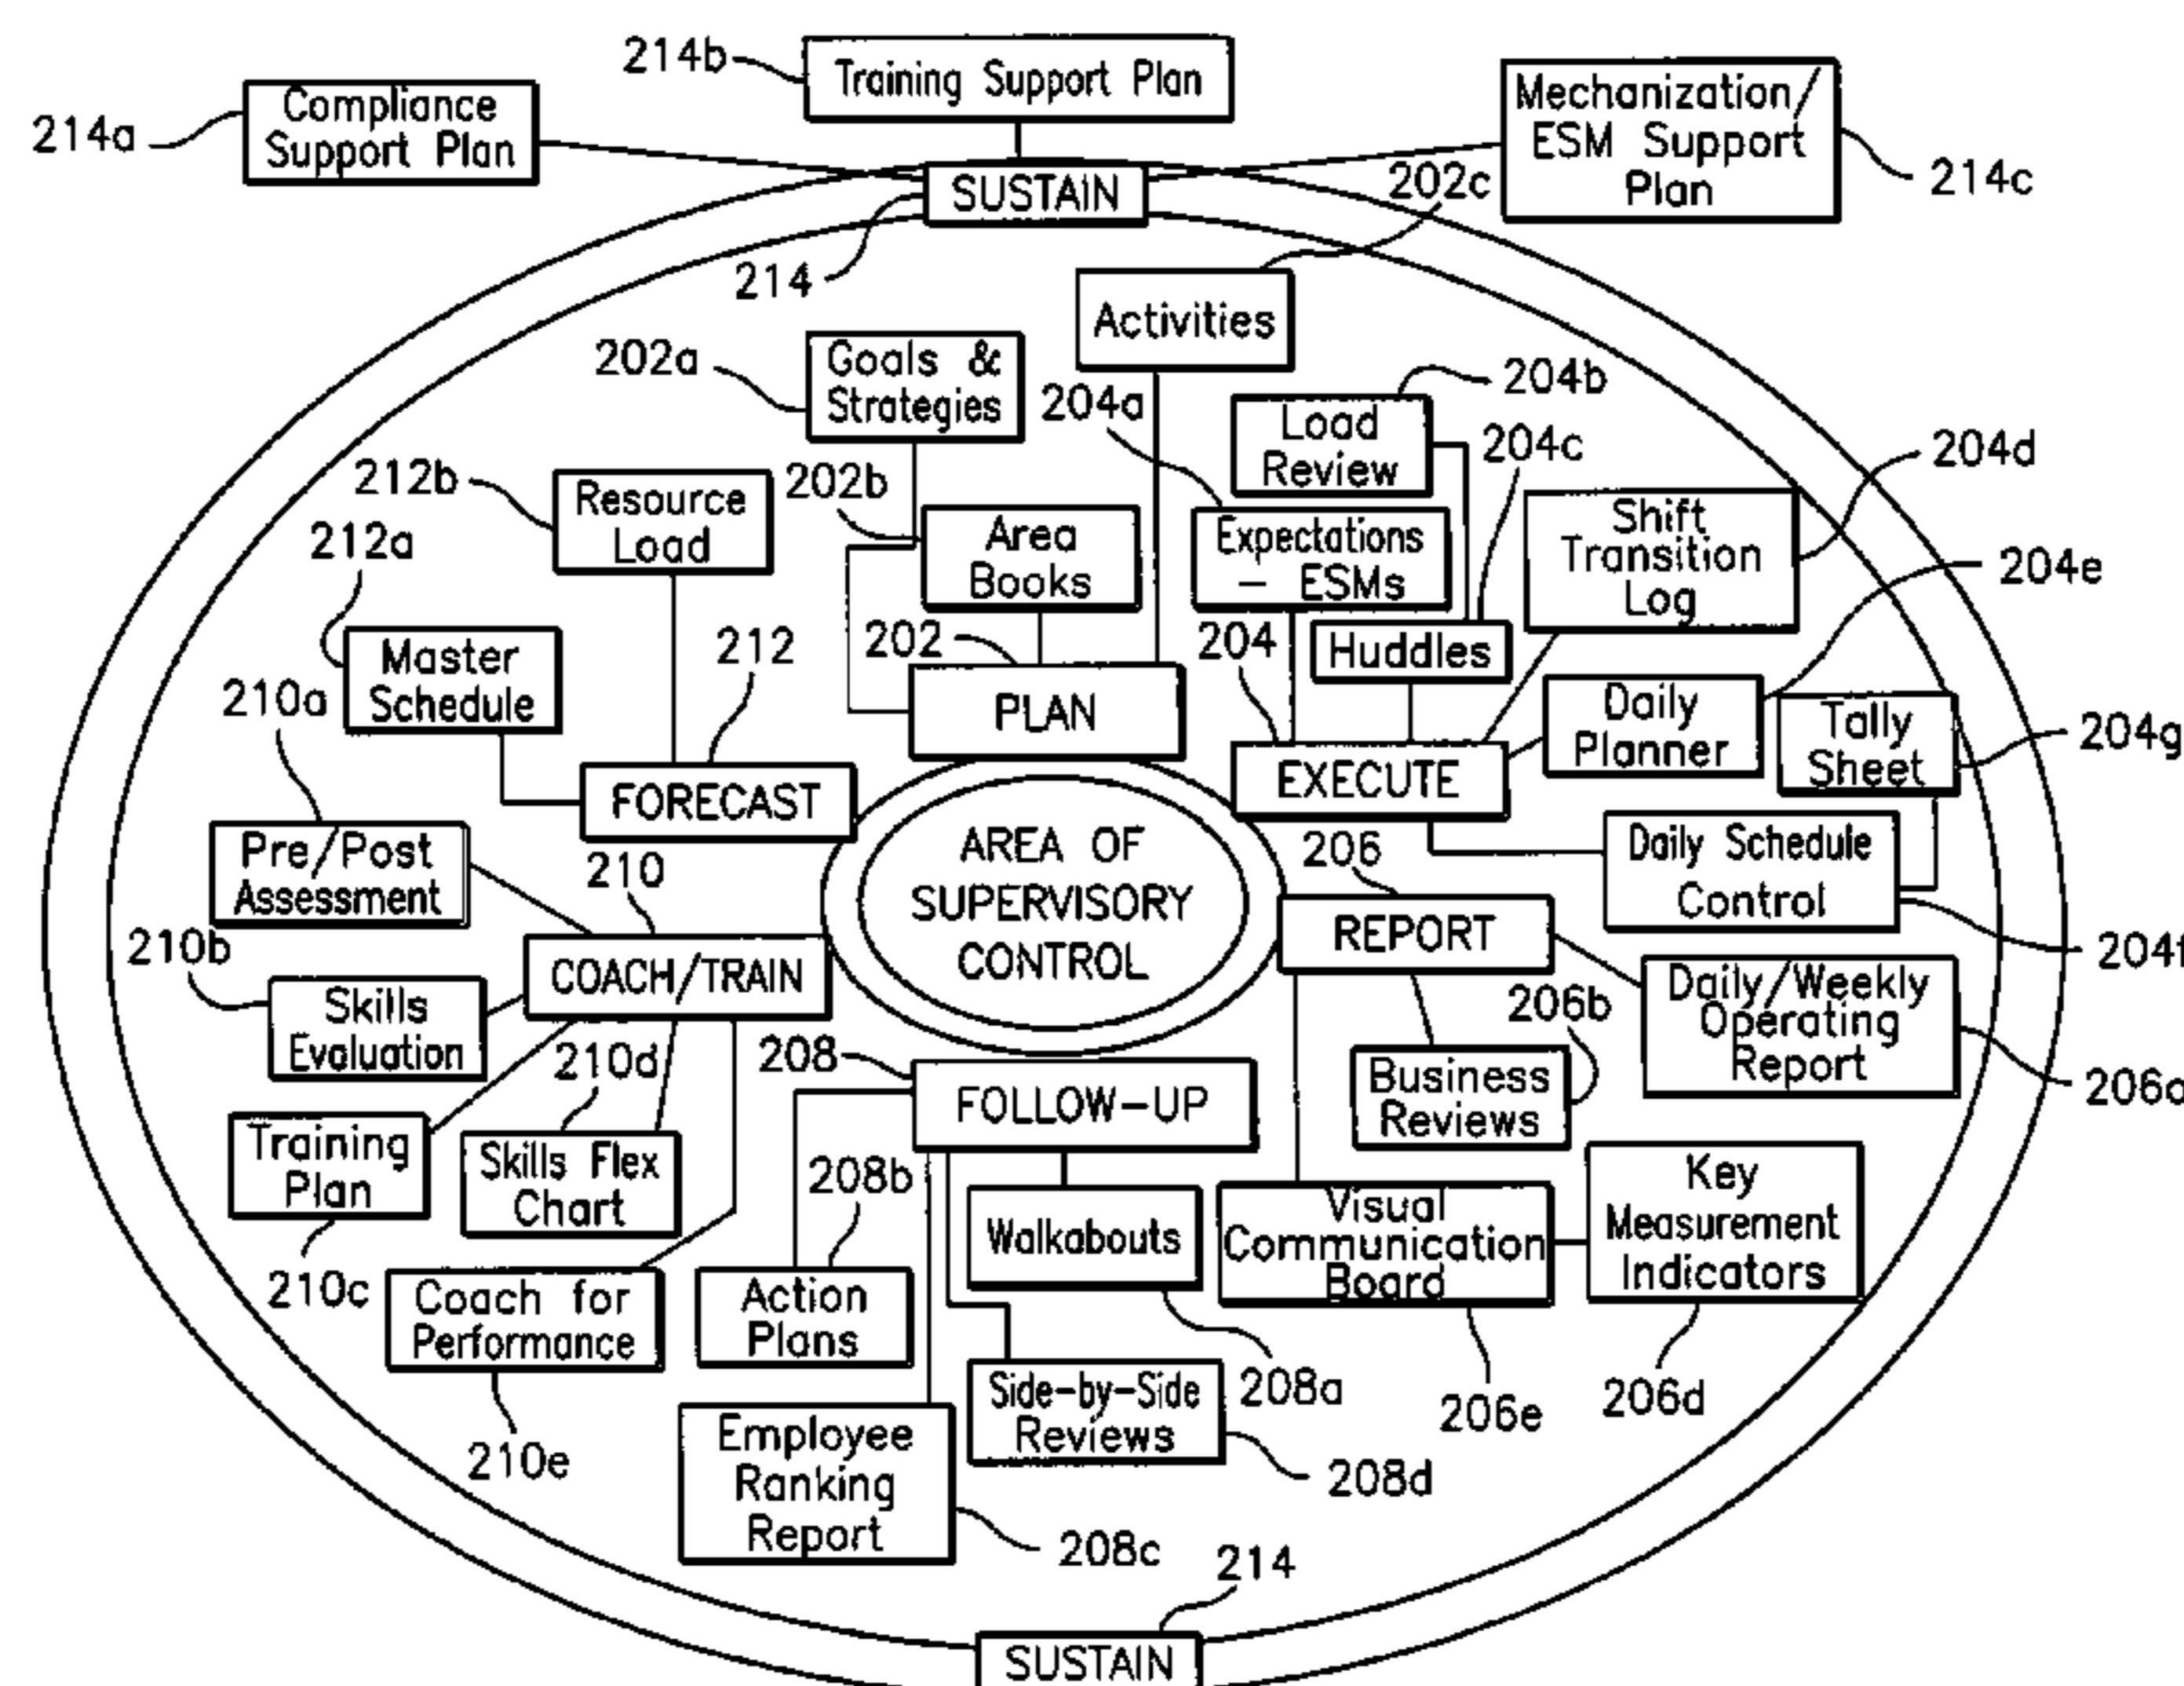 214b
Training Support Plan
Compliance
Support Plan
214a
Mechanization/
ESM Support
Plan
214c
SUSTAIN
214
202c
Activities
202a
Goals &
Strategies
204a
204b
Load
Review
204c
204d
212b
Resource
Load
202b
Area
Books
Expectations
- ESMs
Shift
Transition
Log
204e
212a
Master
Schedule
212
202
PLAN
204
Huddles
Daily
Planner
Tally
Sheet
204g
210a
FORECAST
EXECUTE
Pre/Post
Assessment
210
AREA OF
SUPERVISORY
CONTROL
206
Daily Schedule
Control
204f
210b
COACH/TRAIN
REPORT
Skills
Evaluation
210d
208
FOLLOW-UP
206b
Business
Reviews
Daily/Weekly
Operating
Report
206a
Training
Plan
210c
Skills Flex
Chart
208b
Walkabouts
Visual
Communication
Board
Key
Measurement
Indicators
Coach for
Performance
210e
Action
Plans
208a
206e
206d
Side-by-Side
Reviews
208d
Employee
Ranking
Report
208c
214
SUSTAIN